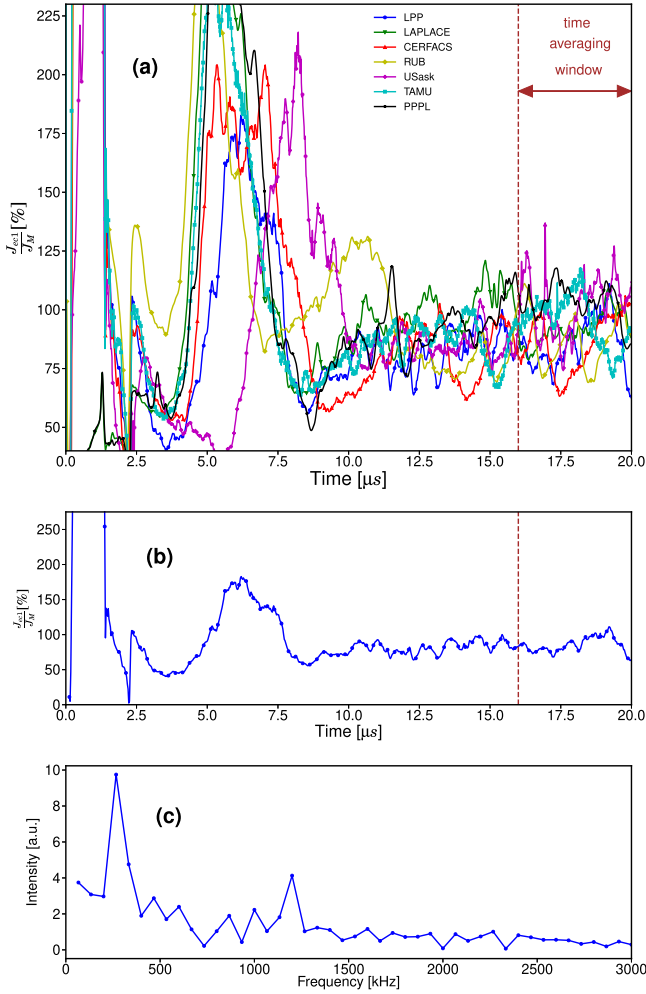 225
200
175
150
125
100
75
50
J_ec1/J_M [%]
(a)
LPP
LAPLACE
CERFACS
RUB
USask
TAMU
PPPL
time
averaging
window
0.0 2.5 5.0 7.5 10.0 12.5 15.0 17.5 20.0
Time [μs]
250
200
150
100
50
0
J_ec1/J_M [%]
(b)
0.0 2.5 5.0 7.5 10.0 12.5 15.0 17.5 20.0
Time [μs]
10
8
6
4
2
0
Intensity [a.u.]
(c)
0 500 1000 1500 2000 2500 3000
Frequency [kHz]